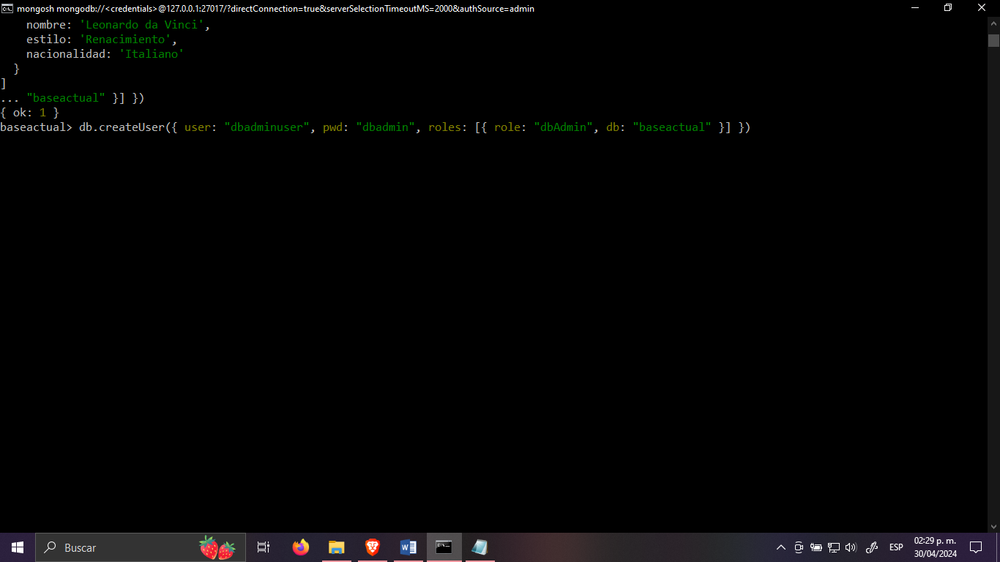 mongosh mongodb://<credentials>@127.0.0.1:27017/?directConnection=true&serverSelectionTimeoutMS=2000&authSource=admin
nombre: 'Leonardo da Vinci',
estilo: 'Renacimiento',
nacionalidad: 'Italiano'
}
]
... "baseactual" }] })
{ ok: 1 }
baseactual> db.createUser({ user: "dbadminuser", pwd: "dbadmin", roles: [{ role: "dbAdmin", db: "baseactual" }] })
Buscar
ESP
02:29 p. m.
30/04/2024